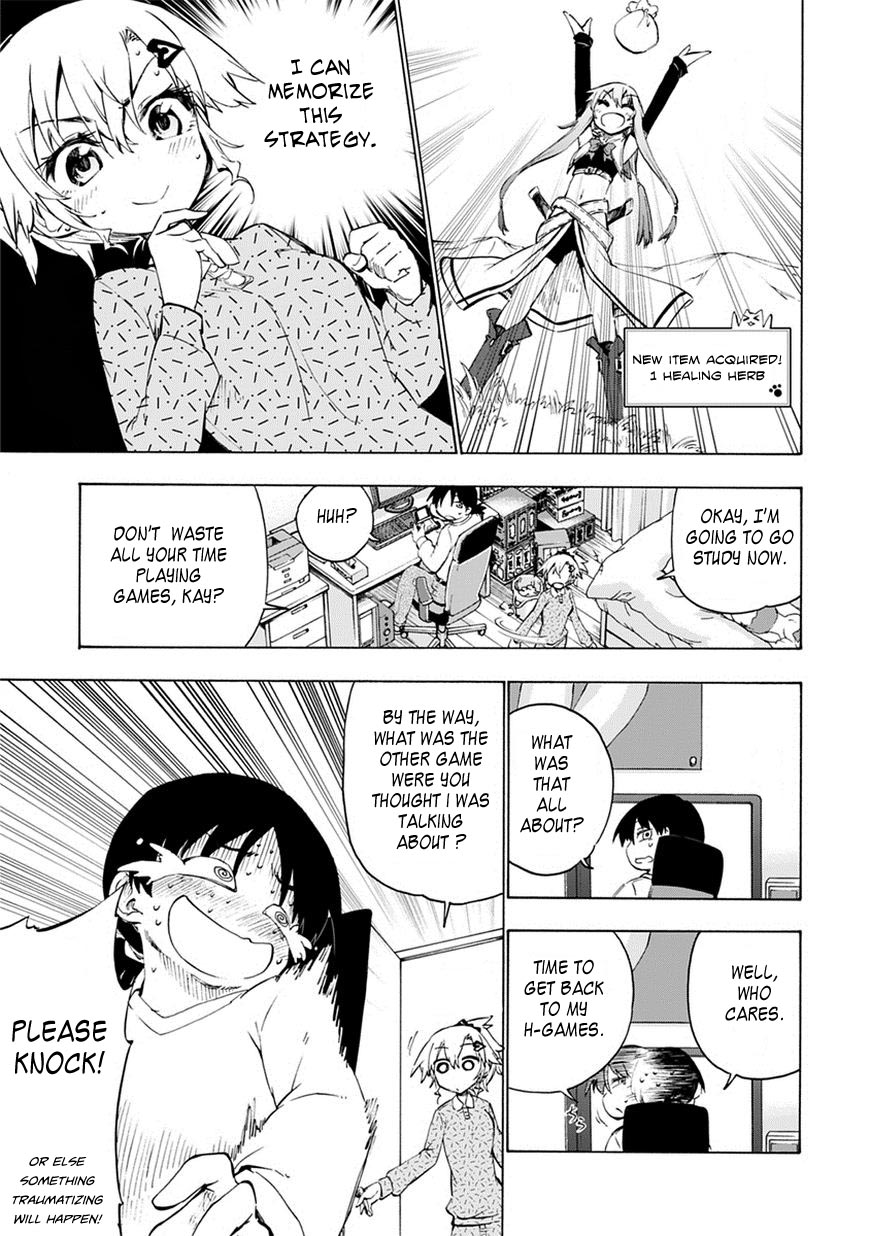 NEW ITEM ACQUIRED!
1 HEALING HERB
I CAN
MEMORIZE
THIS
STRATEGY.
OKAY, I'M
GOING TO GO
STUDY NOW.
HUH?
DON'T WASTE
ALL YOUR TIME
PLAYING
GAMES, KAY?
WHAT
WAS
THAT
ALL
ABOUT?
WELL,
WHO
CARES.
TIME TO
GET BACK
TO MY
H-GAMES.
BY THE WAY,
WHAT WAS THE
OTHER GAME
WERE YOU
THOUGHT I WAS
TALKING
ABOUT ?
PLEASE
KNOCK!
OR ELSE
SOMETHING
TRAUMATIZING
WILL HAPPEN!